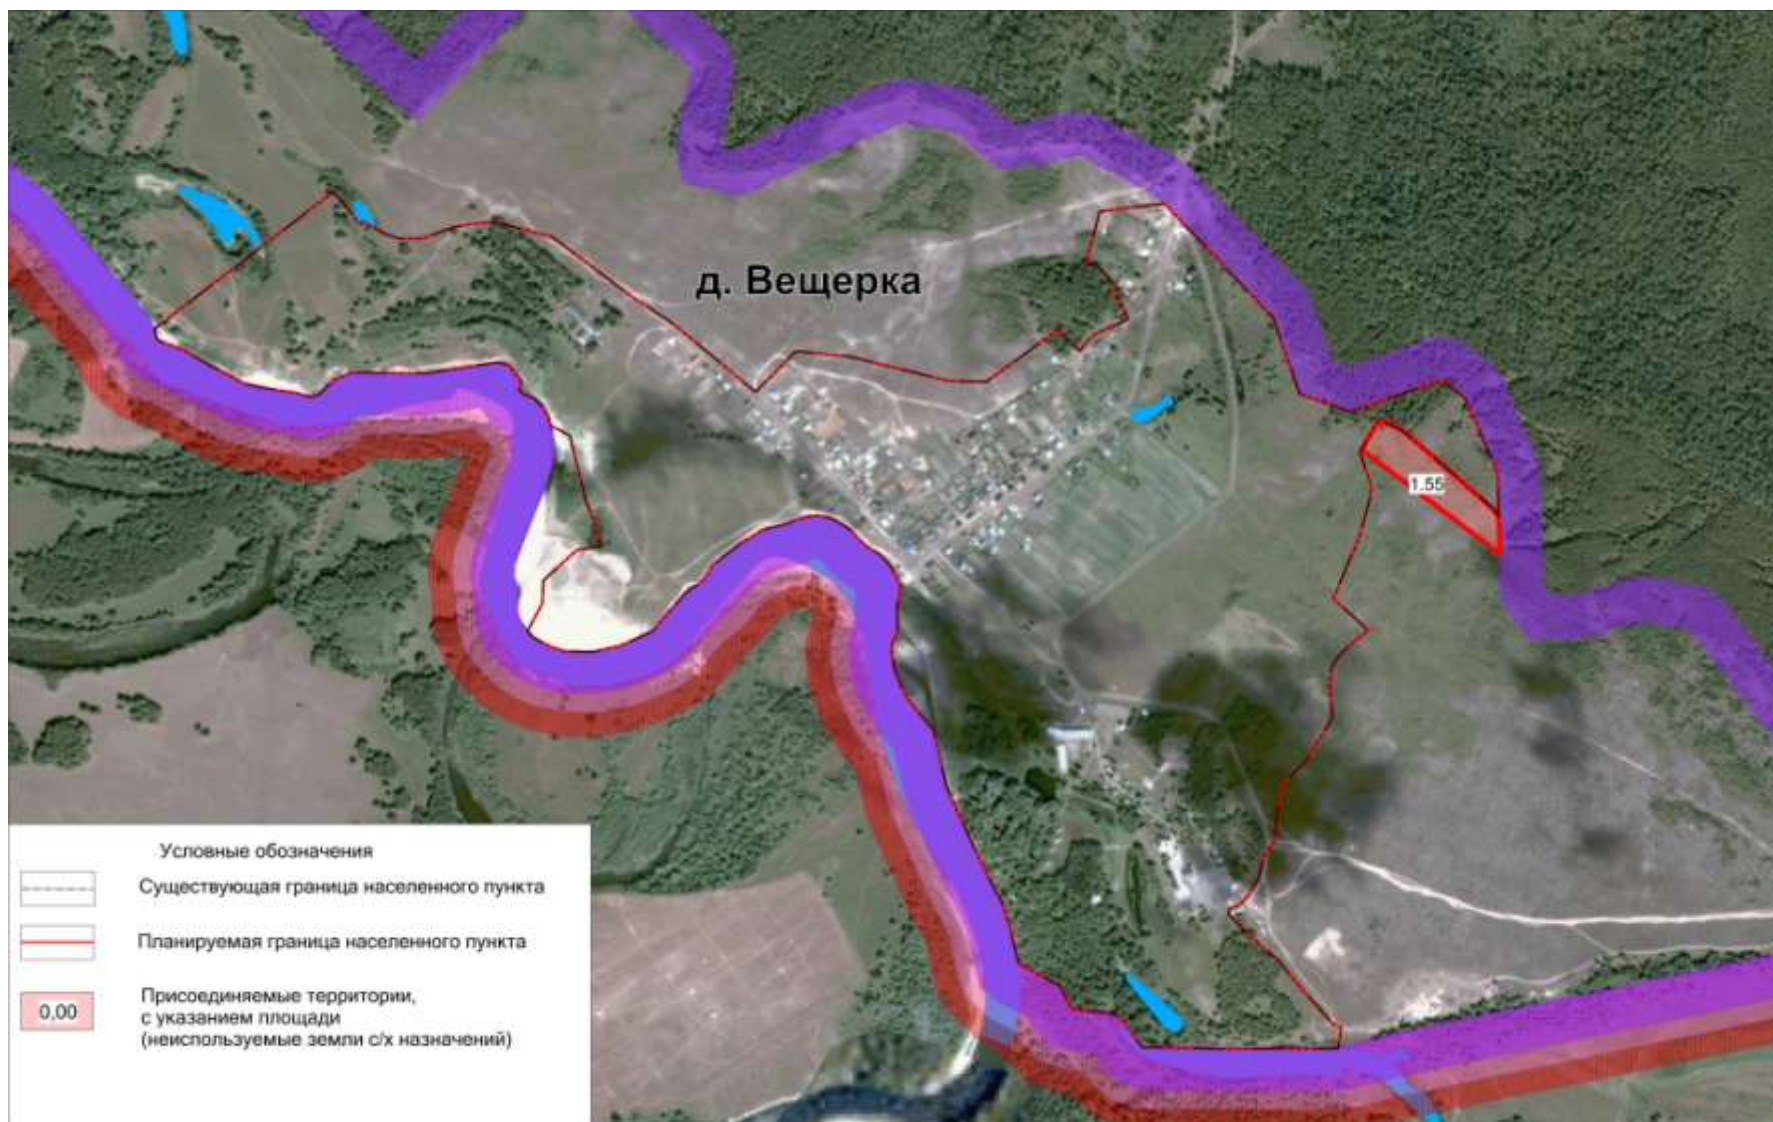 д. Вещерка
1.55
Условные обозначения
Существующая граница населенного пункта
Планируемая граница населенного пункта
0,00
Присоединяемые территории,
с указанием площади
(неиспользуемые земли с/х назначений)